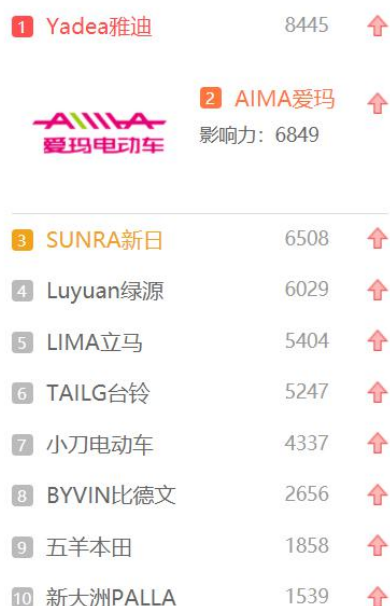 1 Yadea雅迪 8445
AIMA
爱玛电动车
2 AIMA爱玛
影响力：6849
3 SUNRA新日 6508
4 Luyuan绿源 6029
5 LIMA立马 5404
6 TAILG台铃 5247
7 小刀电动车 4337
8 BYVIN比德文 2656
9 五羊本田 1858
10 新大洲PALLA 1539